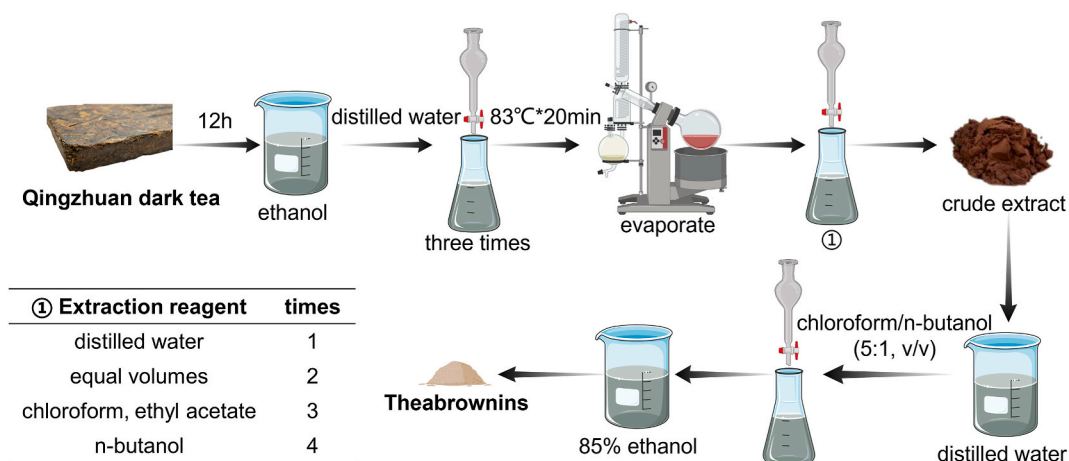 12h
distilled water
83℃*20min
Qingzhuan dark tea
ethanol
three times
evaporate
①
crude extract
① Extraction reagent times
distilled water 1
equal volumes 2
chloroform, ethyl acetate 3
n-butanol 4
chloroform/n-butanol
(5:1, v/v)
Theabrownins
85% ethanol
distilled water